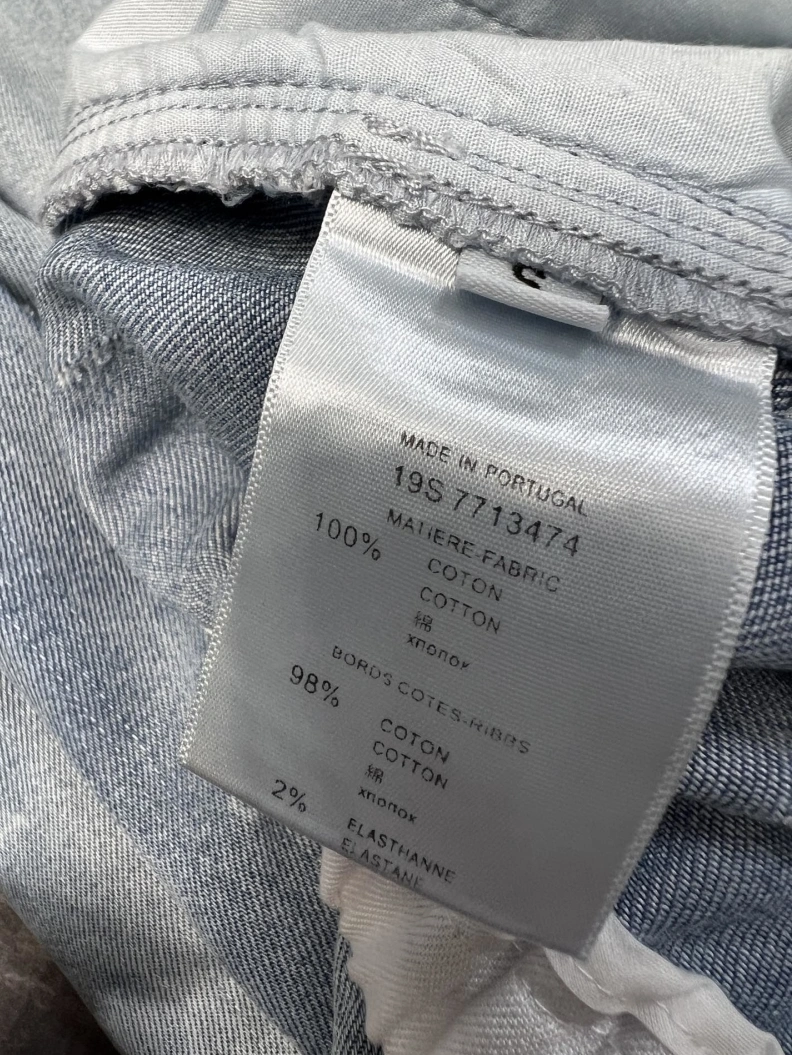 MADE IN PORTUGAL
19S 7713474
MATIERE-FABRIC
100% COTON
COTTON
綿
хлопок
BORDS COTES-RIBBS
98% COTON
COTTON
綿
хлопок
2% ELASTHANNE
ELASTANE